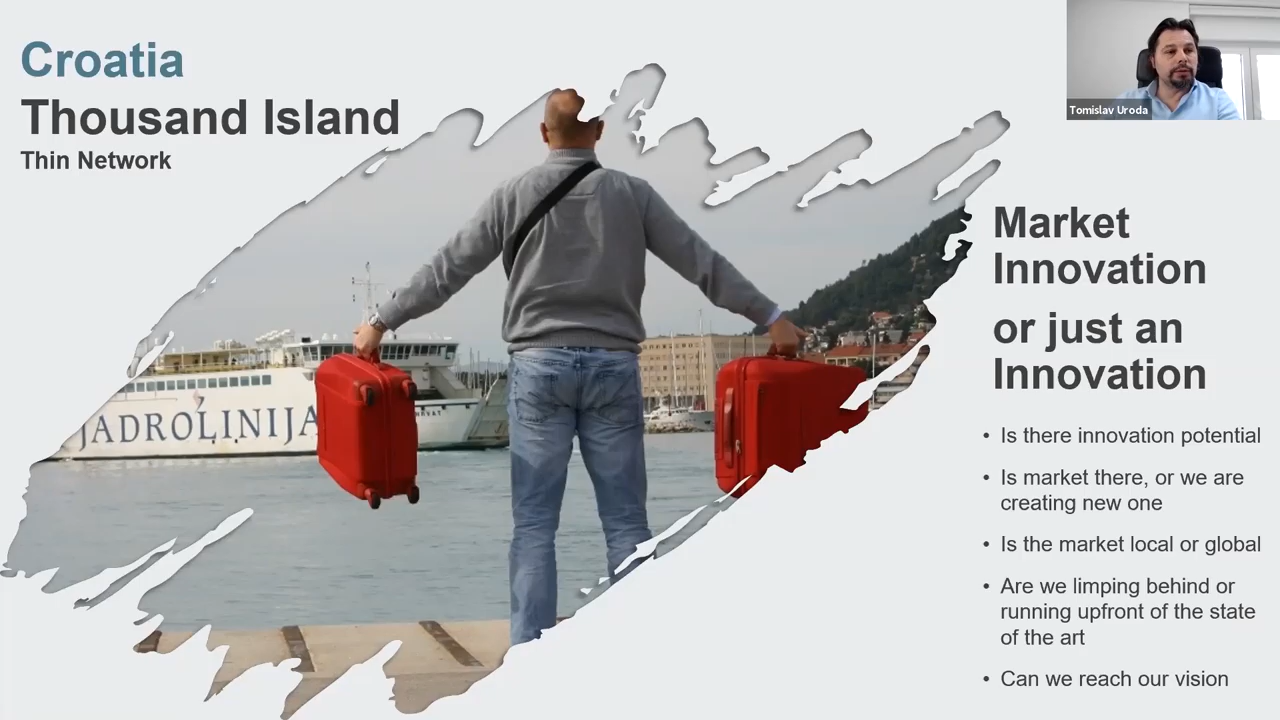 Croatia
Thousand Island
Thin Network
Tomislav Uroda
JADROLINIJA
Market
Innovation
or just an
Innovation
• Is there innovation potential
• Is market there, or we are
creating new one
• Is the market local or global
• Are we limping behind or
running upfront of the state
of the art
• Can we reach our vision